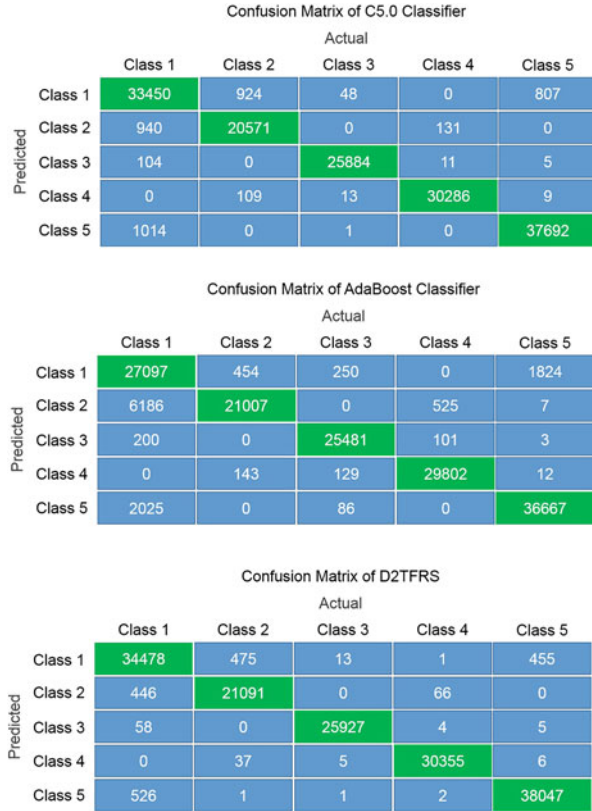 Confusion Matrix of C5.0 Classifier
Actual
Class 1 Class 2 Class 3 Class 4 Class 5
Predicted
Class 1 33450 924 48 0 807
Class 2 940 20571 0 131 0
Class 3 104 0 25884 11 5
Class 4 0 109 13 30286 9
Class 5 1014 0 1 0 37692
Confusion Matrix of AdaBoost Classifier
Actual
Class 1 Class 2 Class 3 Class 4 Class 5
Predicted
Class 1 27097 454 250 0 1824
Class 2 6186 21007 0 525 7
Class 3 200 0 25481 101 3
Class 4 0 143 129 29802 12
Class 5 2025 0 86 0 36667
Confusion Matrix of D2TFRS
Actual
Class 1 Class 2 Class 3 Class 4 Class 5
Predicted
Class 1 34478 475 13 1 455
Class 2 446 21091 0 66 0
Class 3 58 0 25927 4 5
Class 4 0 37 5 30355 6
Class 5 526 1 1 2 38047